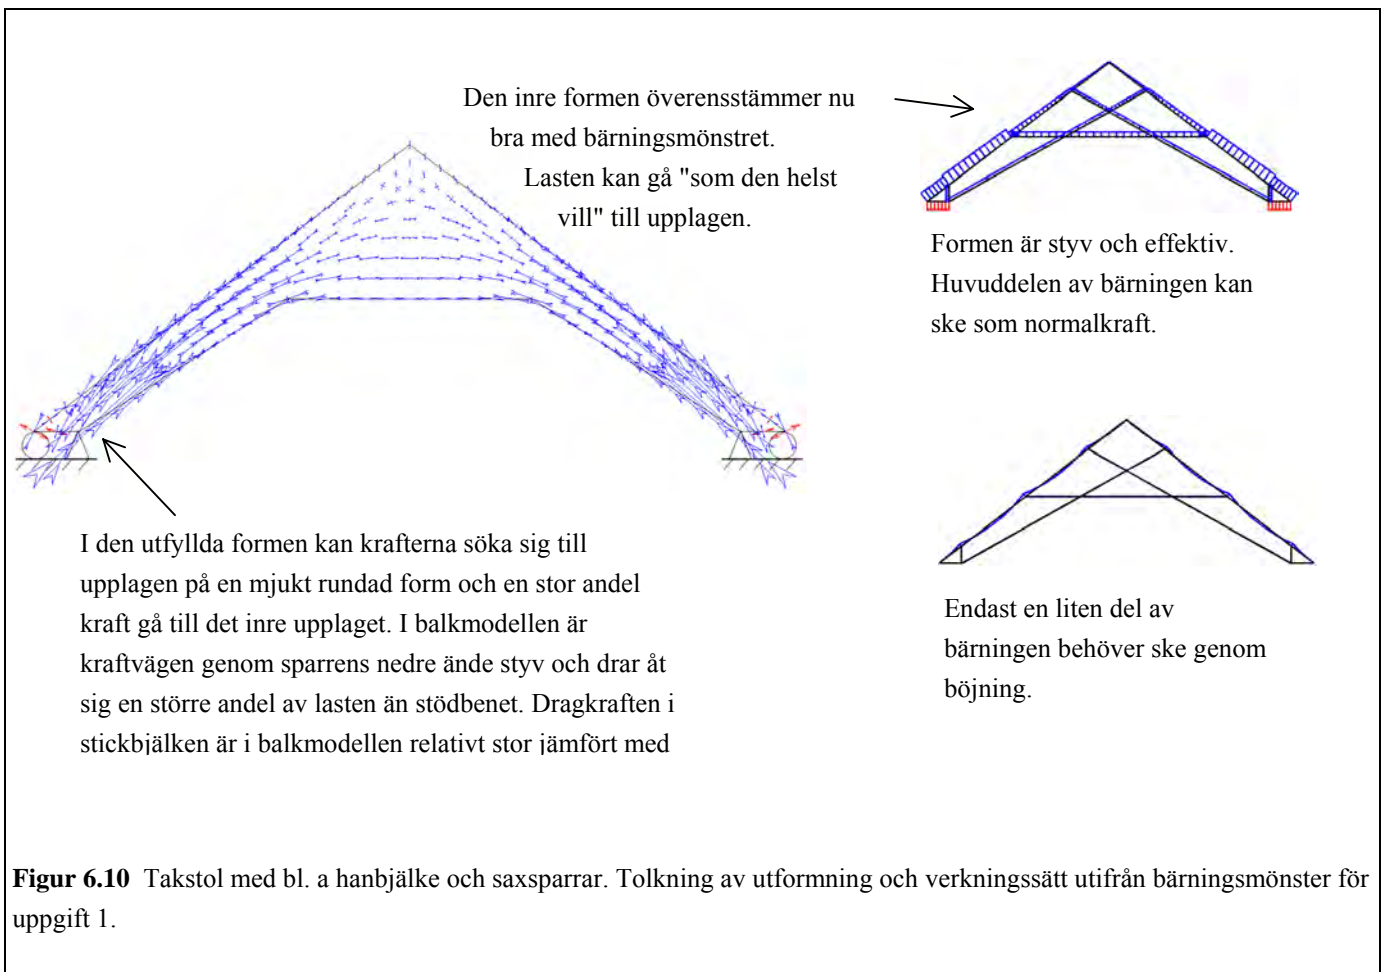 Den inre formen överensstämmer nu
bra med bärningsmönstret.
Lasten kan gå "som den helst
vill" till upplagen.
Formen är styv och effektiv.
Huvuddelen av bärningen kan
ske som normalkraft.
I den utfyllda formen kan krafterna söka sig till
upplagen på en mjukt rundad form och en stor andel
kraft gå till det inre upplaget. I balkmodellen är
kraftvägen genom sparrens nedre ände styv och drar åt
sig en större andel av lasten än stödbenet. Dragkraften i
stickbjälken är i balkmodellen relativt stor jämfört med
Endast en liten del av
bärningen behöver ske genom
böjning.
Figur 6.10 Takstol med bl. a hanbjälke och saxsparrar. Tolkning av utformning och verkningssätt utifrån bärningsmönster för
uppgift 1.